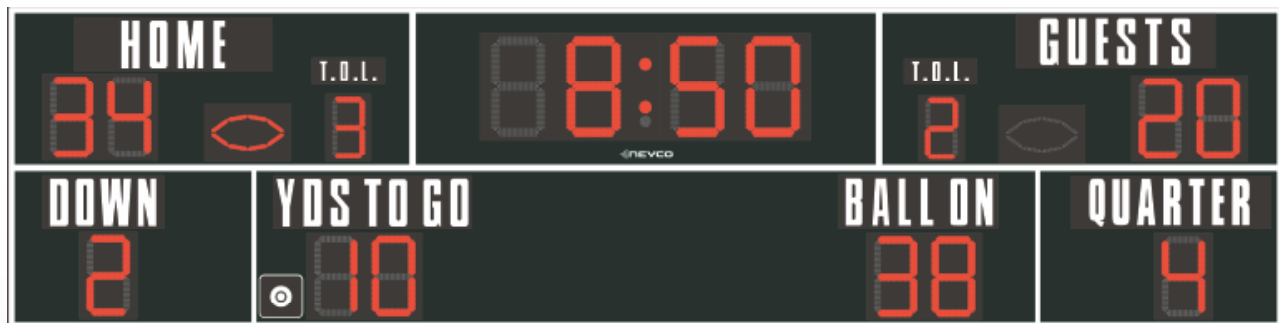 HOME
T.O.L.
34
3
8:50
NEVCO
GUESTS
T.O.L.
2
20
DOWN
2
YDS TO GO
10
BALL ON
38
QUARTER
4